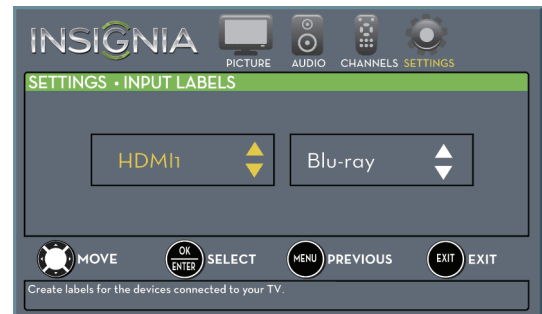 INSIGNIA
PICTURE AUDIO CHANNELS SETTINGS
SETTINGS • INPUT LABELS
HDMI1 Blu-ray
MOVE OK ENTER SELECT MENU PREVIOUS EXIT EXIT
Create labels for the devices connected to your TV.